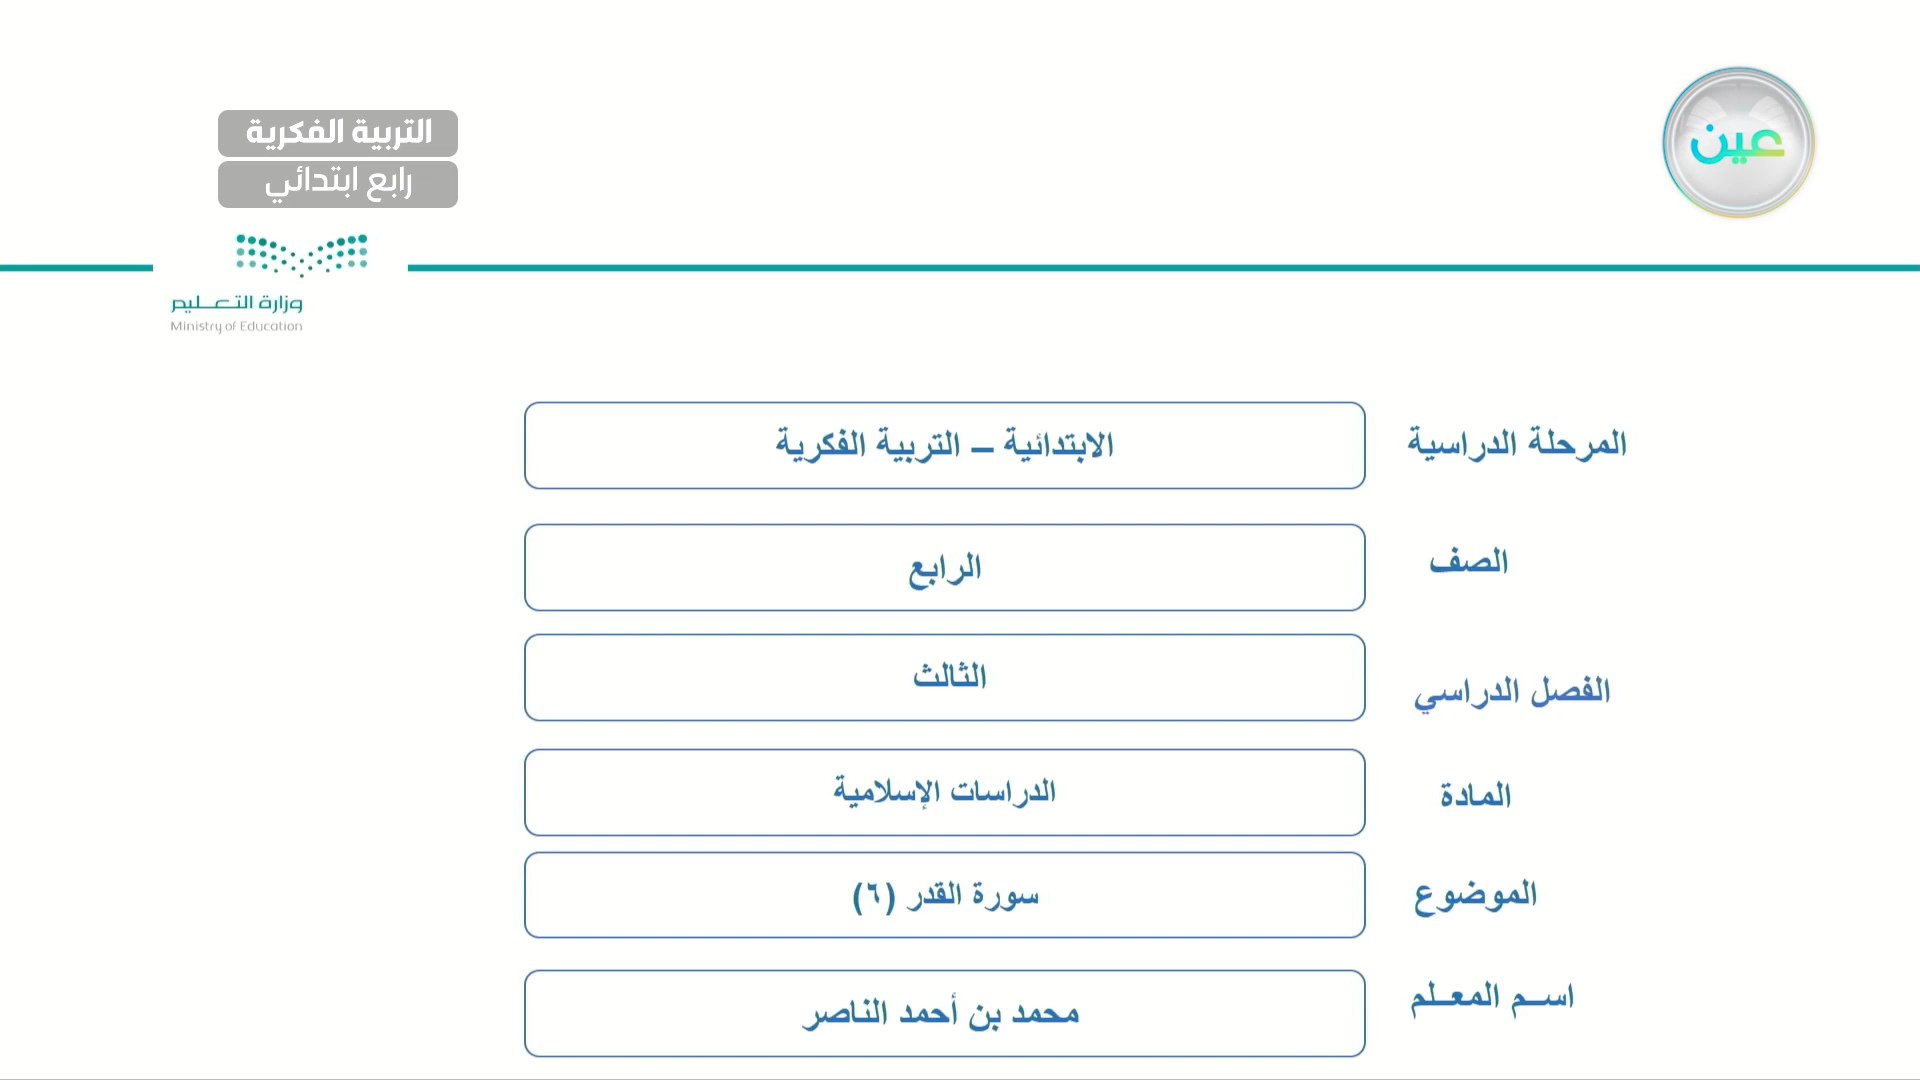 عين
التربية الفكرية
رابع ابتدائي
وزارة التعليم
Ministry of Education
المرحلة الدراسية
الابتدائية – التربية الفكرية
الصف
الرابع
الفصل الدراسي
الثالث
المادة
الدراسات الإسلامية
الموضوع
سورة القدر (٦)
اسم المعلم
محمد بن أحمد الناصر